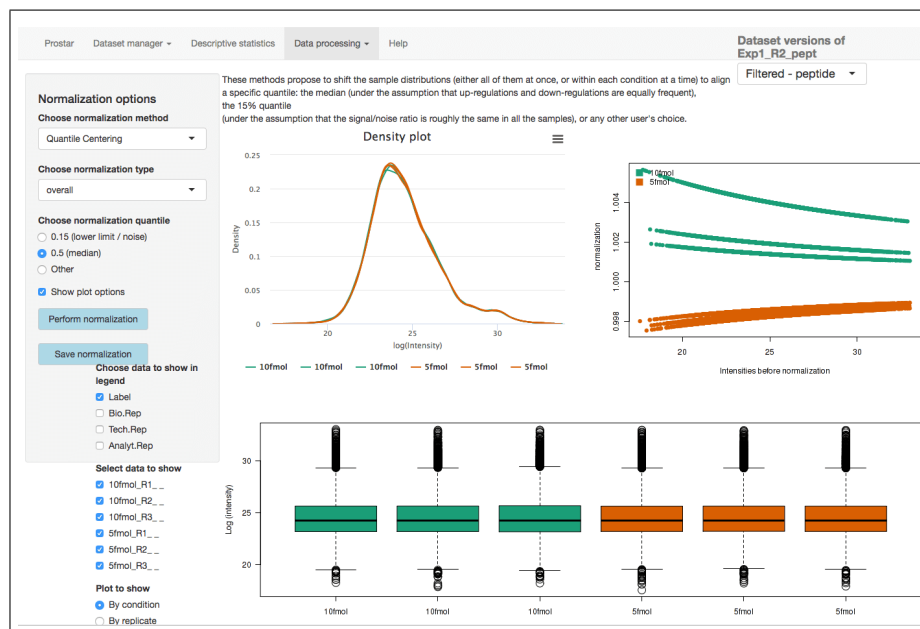 Prostar Dataset manager Descriptive statistics Data processing Help
Dataset versions of
Exp1_R2_pept
Filtered - peptide
These methods propose to shift the sample distributions (either all of them at once, or within each condition at a time) to align
a specific quantile: the median (under the assumption that up-regulations and down-regulations are equally frequent),
the 15% quantile
(under the assumption that the signal/noise ratio is roughly the same in all the samples), or any other user's choice.
Normalization options
Choose normalization method
Quantile Centering
Choose normalization type
overall
Choose normalization quantile
0.15 (lower limit / noise)
0.5 (median)
Other
Show plot options
Perform normalization
Save normalization
Choose data to show in
legend
Label
Bio.Rep
Tech.Rep
Analyt.Rep
Select data to show
10fmol_R1_ _
10fmol_R2_ _
10fmol_R3_ _
5fmol_R1_ _
5fmol_R2_ _
5fmol_R3_ _
Plot to show
By condition
By replicate
Density plot
0.25
0.2
0.15
0.1
0.05
0
Density
20 25 30
log(Intensity)
10fmol 10fmol 10fmol 5fmol 5fmol 5fmol
10fmol
5fmol
1.004
1.002
1.000
0.998
normalization
20 25 30
Intensities before normalization
30
25
20
Log (intensity)
10fmol 10fmol 10fmol 5fmol 5fmol 5fmol